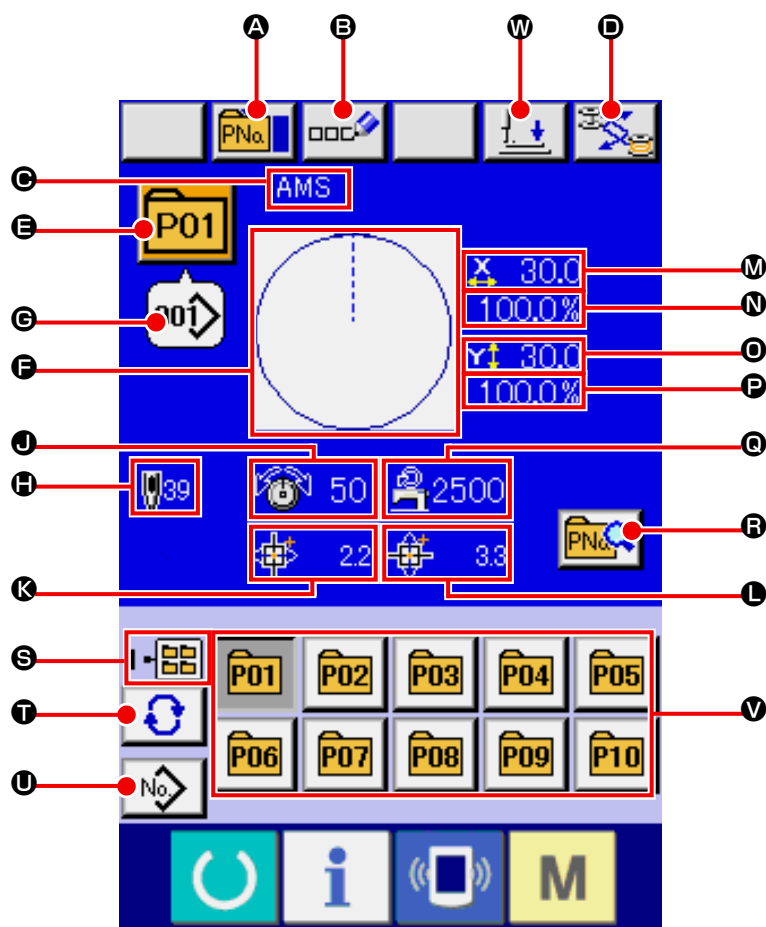 A B W D
PNo.
C AMS
E P01
X 30.0 M
100.0% N
G 001
F
Y 30.0 O
100.0% P
J Q
H 39 50 2500
PNo. R
2.2 3.3
K L
S P01 P02 P03 P04 P05
T V
P06 P07 P08 P09 P10
U No.
i M